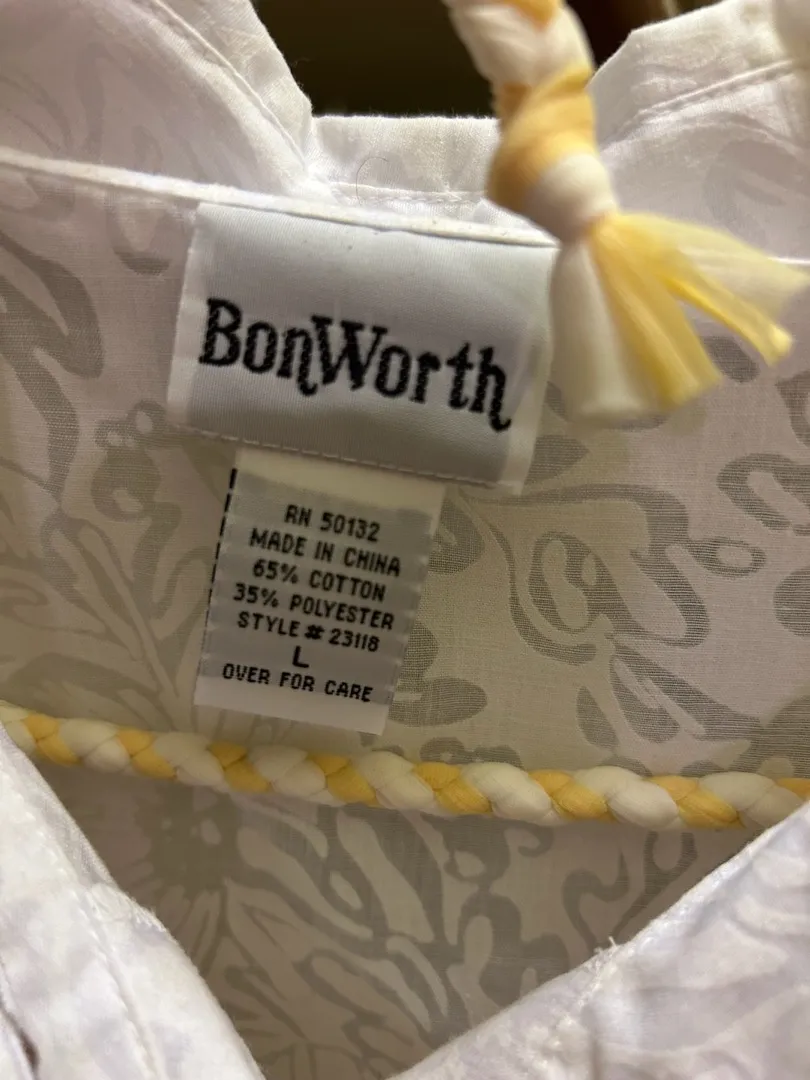 BonWorth
RN 50132
MADE IN CHINA
65% COTTON
35% POLYESTER
STYLE # 23118
L
OVER FOR CARE